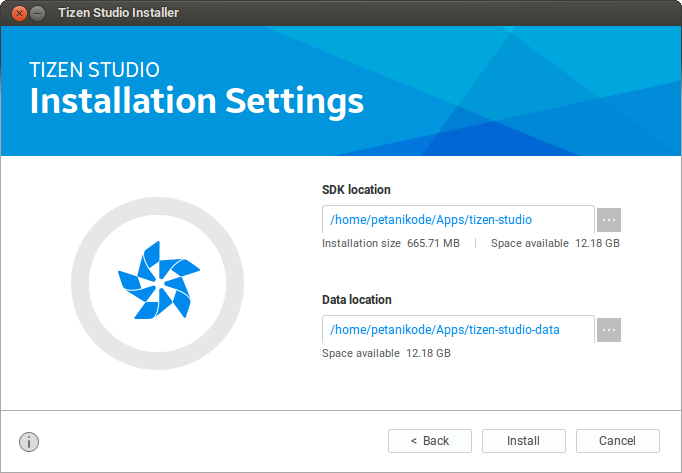 Tizen Studio Installer
TIZEN STUDIO
Installation Settings
SDK location
/home/petanikode/Apps/tizen-studio
...
Installation size 665.71 MB | Space available 12.18 GB
Data location
/home/petanikode/Apps/tizen-studio-data
...
Space available 12.18 GB
i
< Back
Install
Cancel